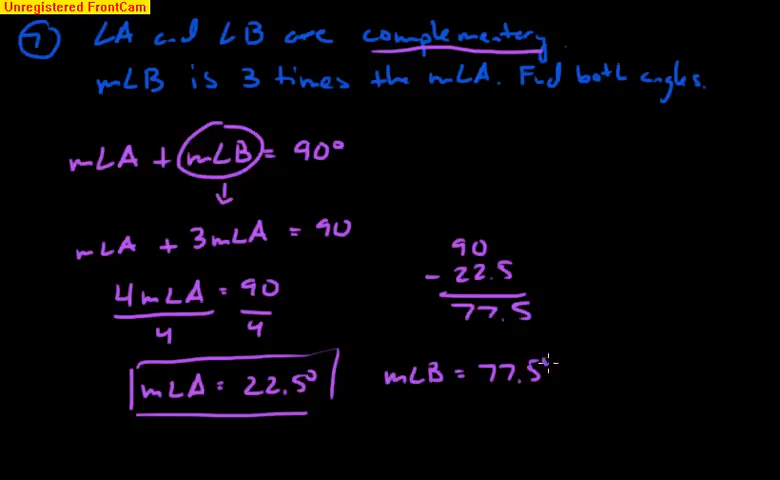 Unregistered FrontCam
7 ∠A and ∠B are complementary
m∠B is 3 times the m∠A. Find both angles.
m∠A + m∠B = 90°
m∠A + 3m∠A = 90
4m∠A = 90
4 4
m∠A = 22.5°
90
- 22.5
77.5
m∠B = 77.5°